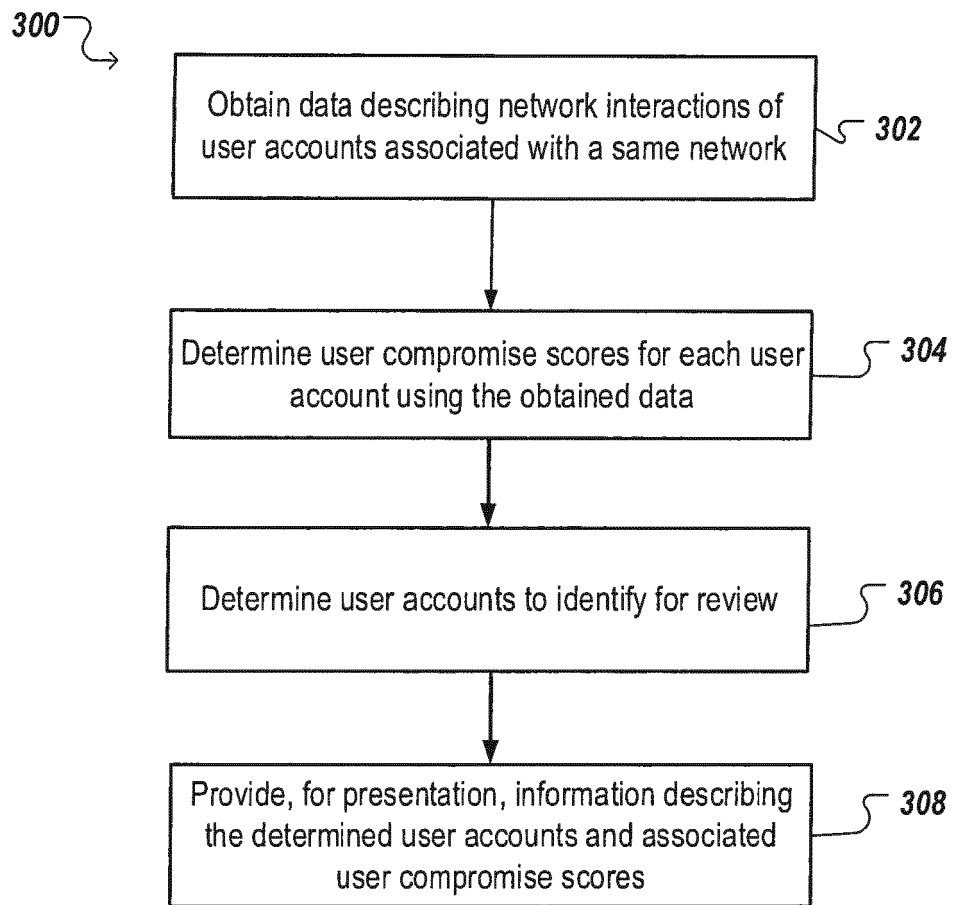 300
Obtain data describing network interactions of
user accounts associated with a same network
302
Determine user compromise scores for each user
account using the obtained data
304
Determine user accounts to identify for review
306
Provide, for presentation, information describing
the determined user accounts and associated
user compromise scores
308